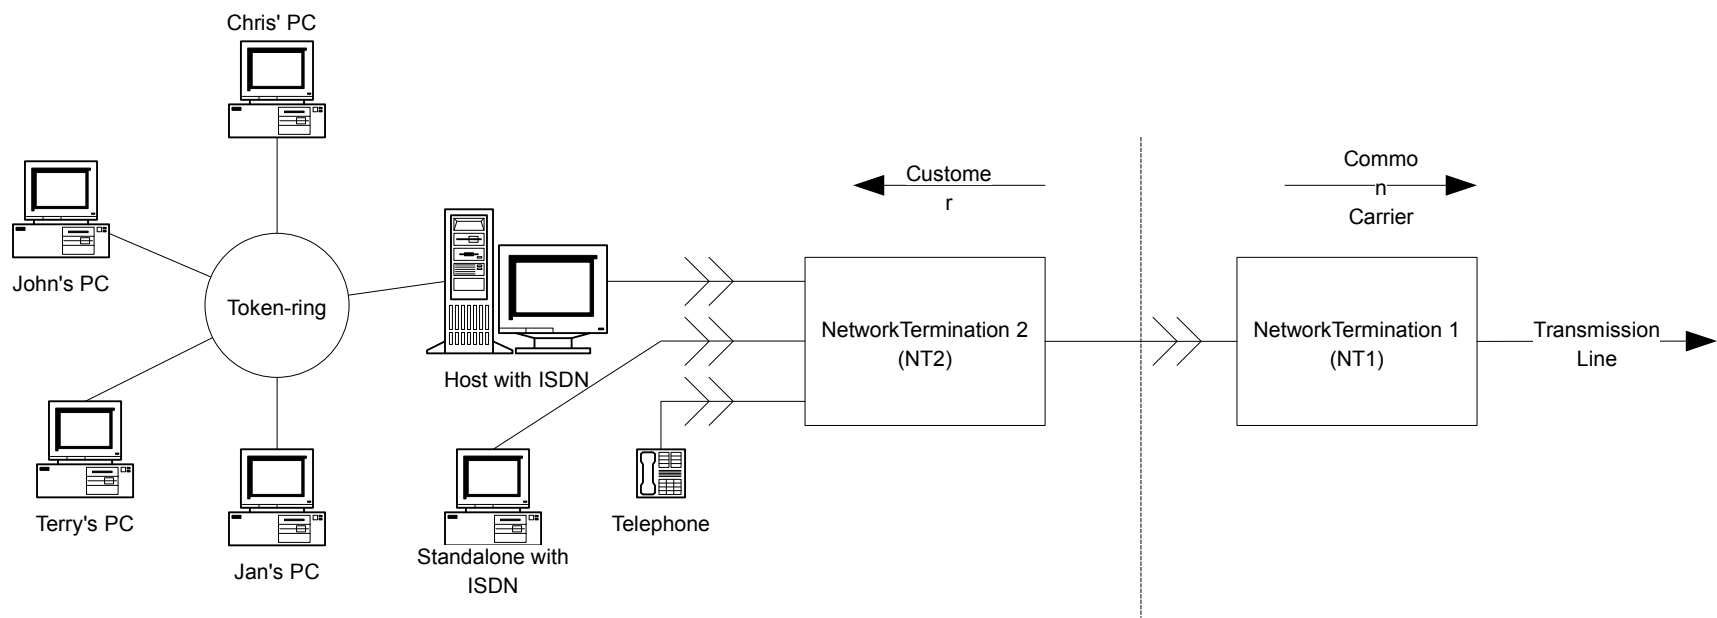 Chris' PC
John's PC
Token-ring
Terry's PC
Jan's PC
Host with ISDN
Standalone with
ISDN
Telephone
Custome
r
NetworkTermination 2
(NT2)
Commo
n
Carrier
NetworkTermination 1
(NT1)
Transmission
Line